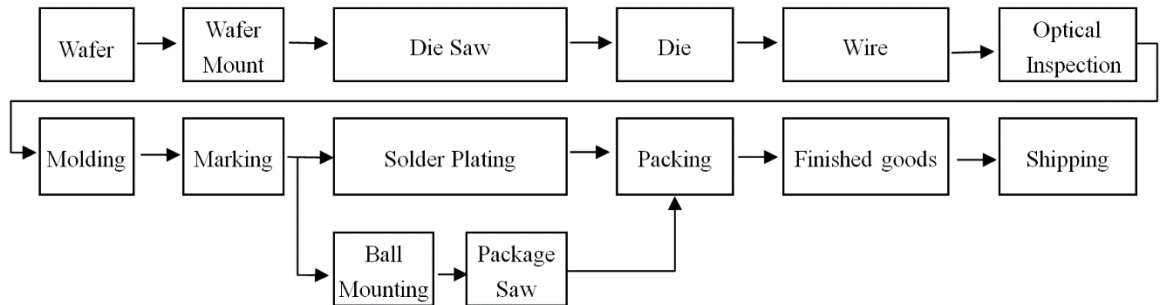 Wafer
Wafer
Mount
Die Saw
Die
Wire
Optical
Inspection
Molding
Marking
Solder Plating
Packing
Finished goods
Shipping
Ball
Mounting
Package
Saw